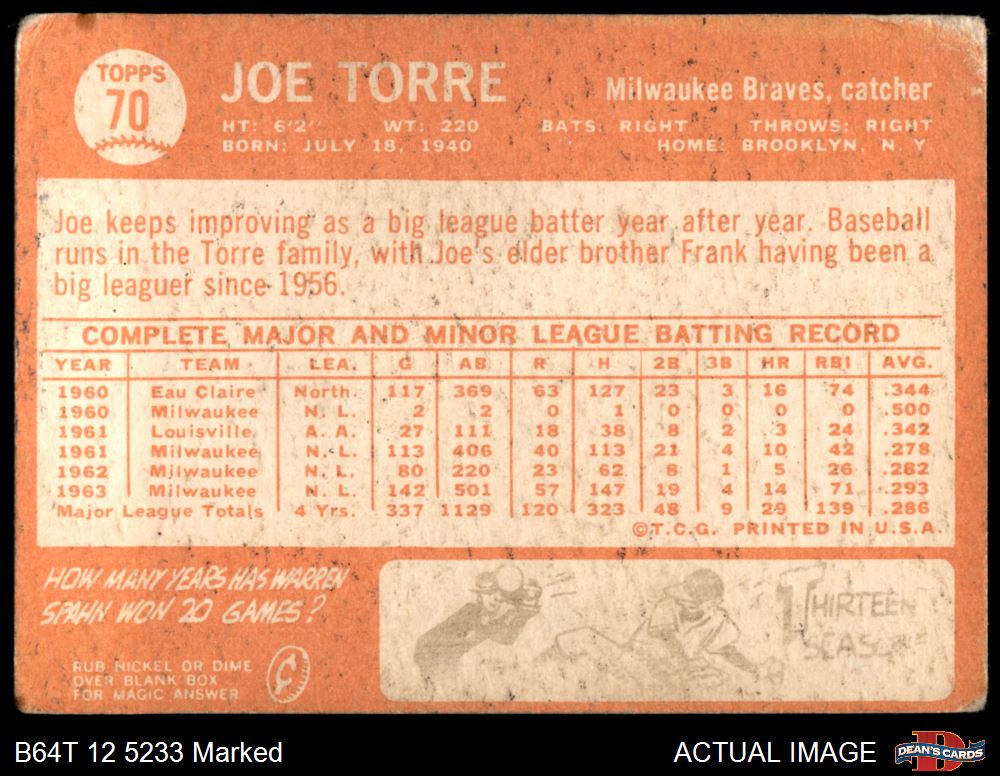 TOPPS
70
JOE TORRE
Milwaukee Braves, catcher
HT: 6'2" WT: 220 BATS: RIGHT THROWS: RIGHT
BORN: JULY 18, 1940 HOME: BROOKLYN, N. Y.
Joe keeps improving as a big league batter year after year. Baseball
runs in the Torre family, with Joe's elder brother Frank having been a
big leaguer since 1956.
COMPLETE MAJOR AND MINOR LEAGUE BATTING RECORD
YEAR TEAM LEA. G AB R H 2B 3B HR RBI AVG.
1960 Eau Claire North. 117 369 63 127 23 3 16 74 .344
1960 Milwaukee N. L. 2 2 0 1 0 0 0 0 .500
1961 Louisville A. A. 27 111 18 38 8 2 3 24 .342
1961 Milwaukee N. L. 113 406 40 113 21 4 10 42 .278
1962 Milwaukee N. L. 80 220 23 62 8 1 5 26 .282
1963 Milwaukee N. L. 142 501 57 147 19 4 14 71 .293
Major League Totals 4 Yrs. 337 1129 120 323 48 9 29 139 .286
©T.C.G. PRINTED IN U.S.A.
HOW MANY YEARS HAS WARREN
SPAHN WON 20 GAMES?
RUB NICKEL OR DIME
OVER BLANK BOX
FOR MAGIC ANSWER
THIRTEEN
SEASONS
B64T 12 5233 Marked
ACTUAL IMAGE
DEAN'S CARDS